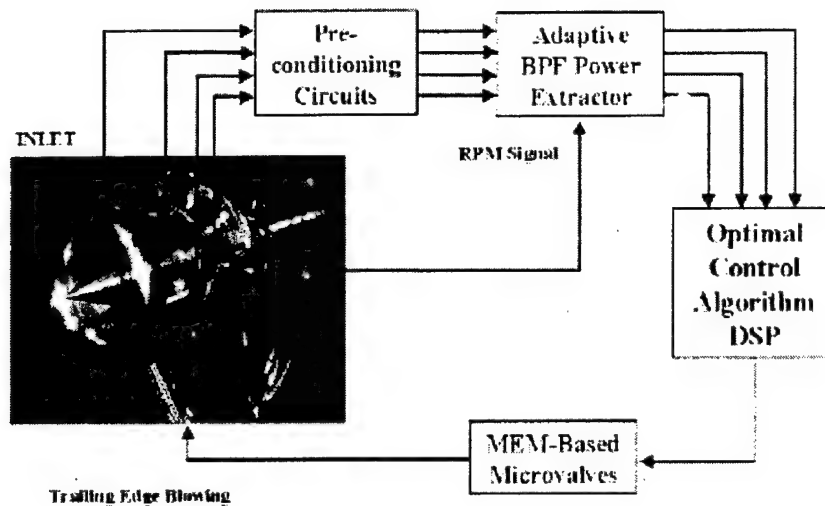 Pre-
conditioning
Circuits
Adaptive
BPF Power
Extractor
INLET
RPM Signal
Optimal
Control
Algorithm
DSP
MEM-Based
Microvalves
Trailing Edge Blowing